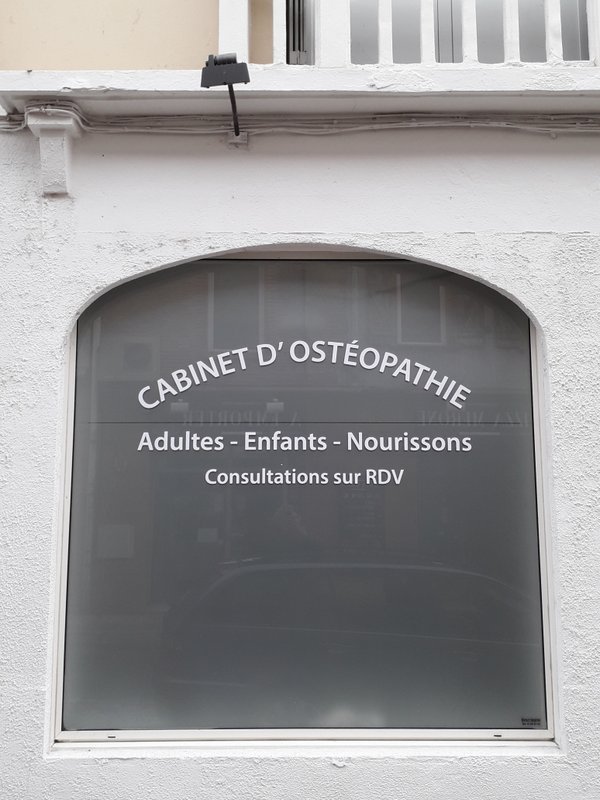 CABINET D' OSTÉOPATHIE
Adultes - Enfants - Nourissons
Consultations sur RDV